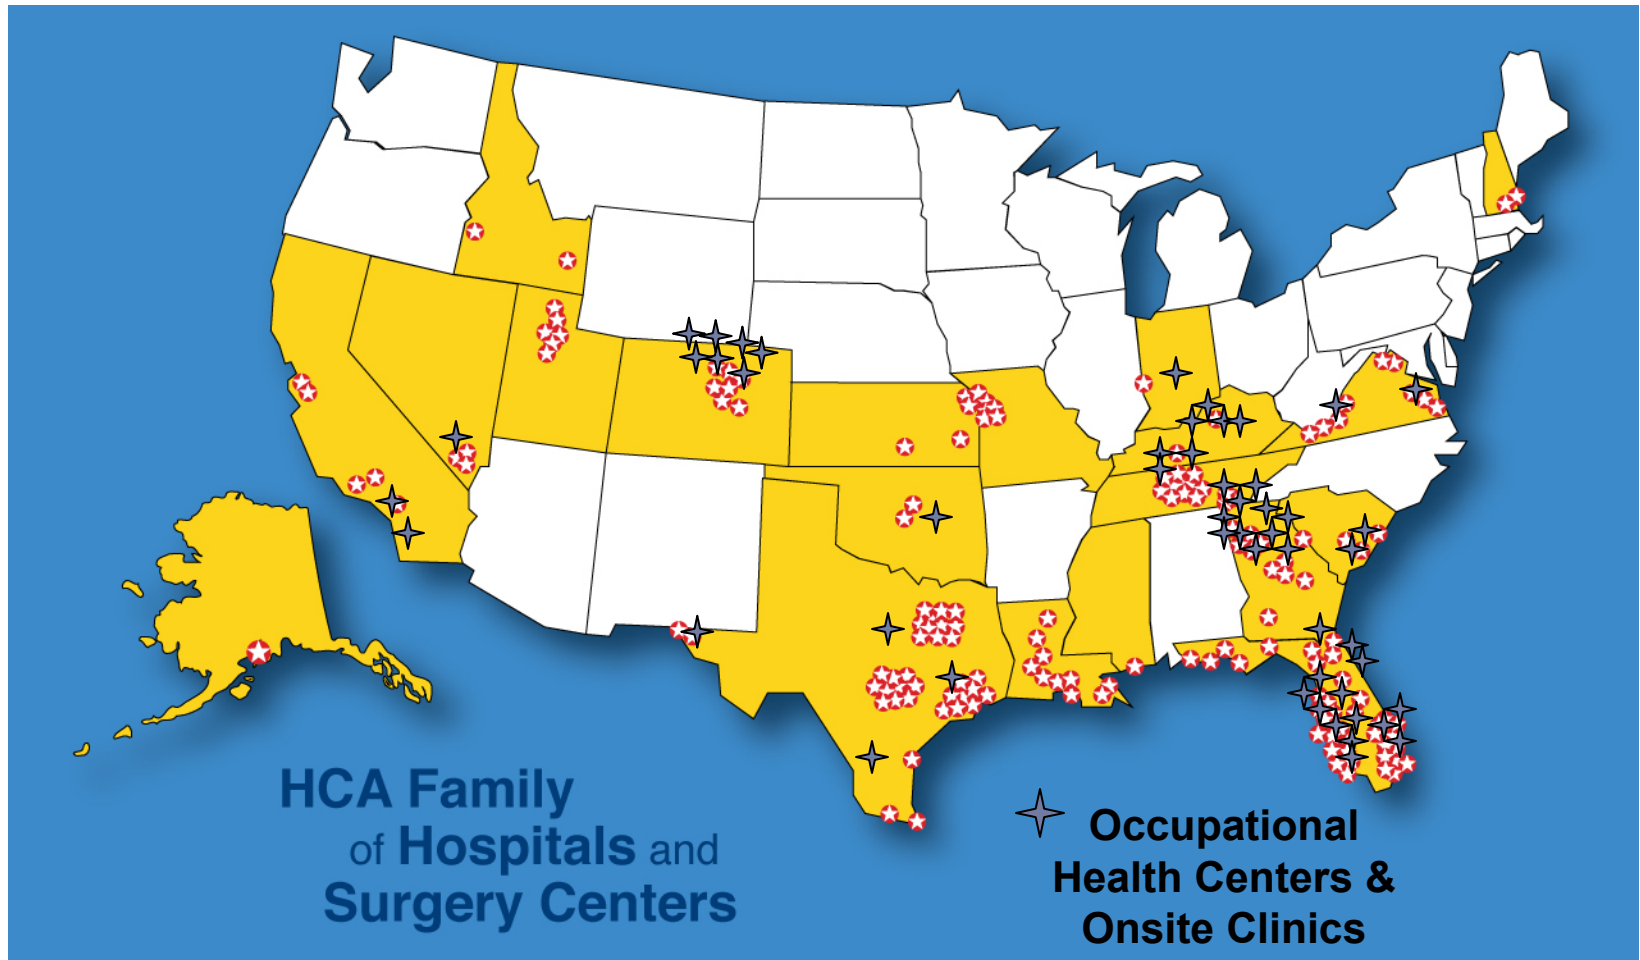 HCA Family
of Hospitals and
Surgery Centers
Occupational
Health Centers &
Onsite Clinics